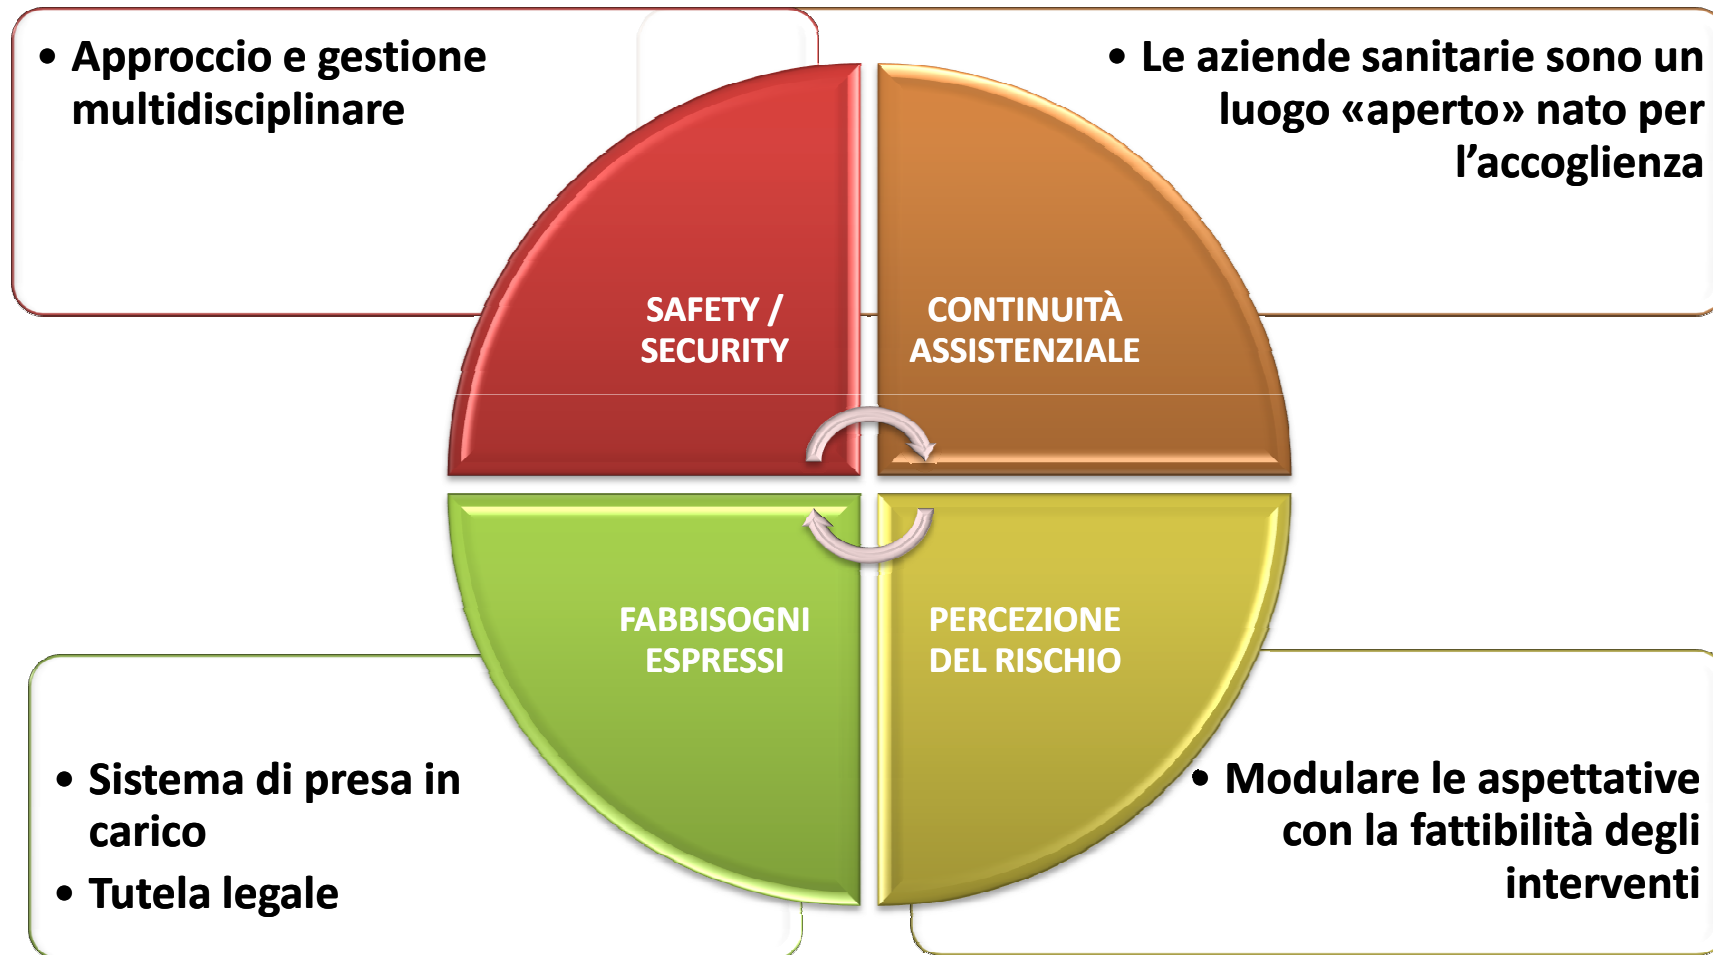 • Approccio e gestione
multidisciplinare
• Le aziende sanitarie sono un
luogo «aperto» nato per
l’accoglienza
SAFETY /
SECURITY
CONTINUITÀ
ASSISTENZIALE
FABBISOGNI
ESPRESSI
PERCEZIONE
DEL RISCHIO
• Sistema di presa in
carico
• Tutela legale
• Modulare le aspettative
con la fattibilità degli
interventi